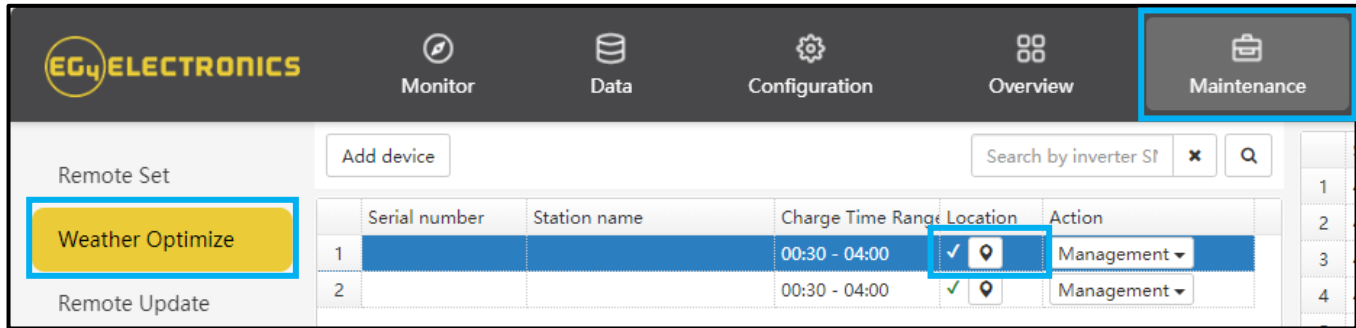 EG4 ELECTRONICS
Monitor
Data
Configuration
Overview
Maintenance
Remote Set
Weather Optimize
Remote Update
Add device
Search by inverter
Serial number Station name Charge Time Range Location Action
1 00:30 - 04:00 Management
2 00:30 - 04:00 Management
1
2
3
4